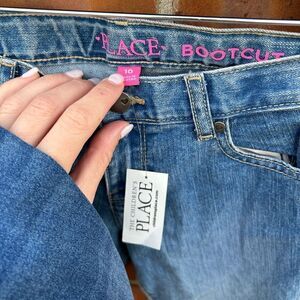 PLACE BOOTCUT
10
THE CHILDREN'S
PLACE